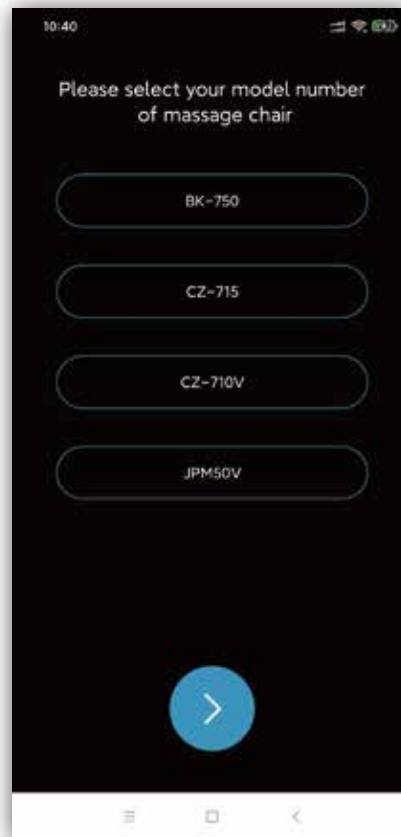 10:40
Please select your model number
of massage chair
BK-750
CZ-715
CZ-710V
JPM50V